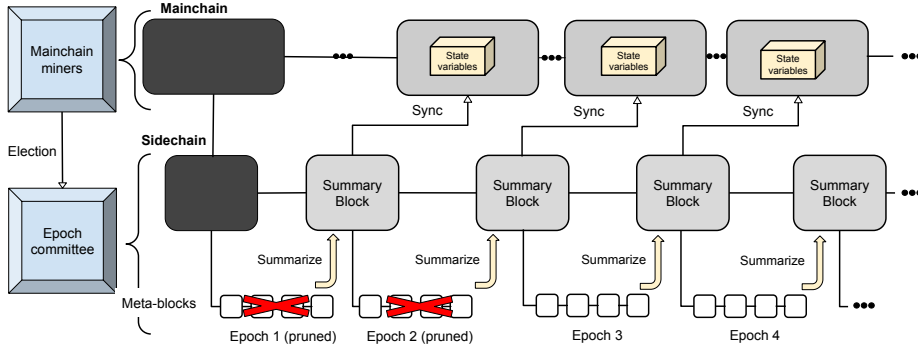 Mainchain
Mainchain
miners
State
variables
State
variables
State
variables
Sync
Sync
Sync
Election
Sidechain
Epoch
committee
Summary
Block
Summary
Block
Summary
Block
Summary
Block
Summarize
Summarize
Summarize
Summarize
Meta-blocks
Epoch 1 (pruned)
Epoch 2 (pruned)
Epoch 3
Epoch 4